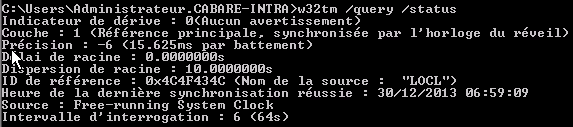 C:\Users\Administrateur.CABARE-INTRA>w32tm /query /status
Indicateur de dérive : 0(Aucun avertissement)
Couche : 1 (Référence principale, synchronisée par l'horloge du réveil)
Précision : -6 (15.625ms par battement)
Délai de racine : 0.0000000s
Dispersion de racine : 10.0000000s
ID de référence : 0x4C4F434C (Nom de la source :  "LOCL")
Heure de la dernière synchronisation réussie : 30/12/2013 06:59:09
Source : Free-running System Clock
Intervalle d'interrogation : 6 (64s)